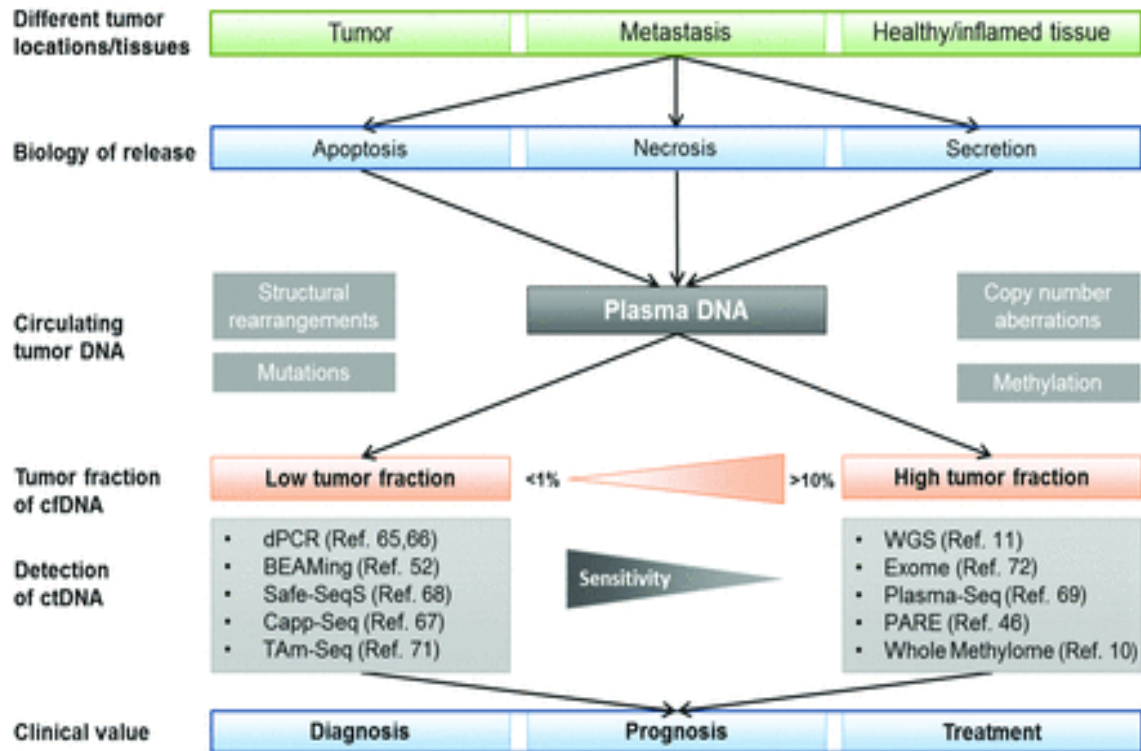 Different tumor
locations/tissues
Tumor
Metastasis
Healthy/inflamed tissue
Biology of release
Apoptosis
Necrosis
Secretion
Circulating
tumor DNA
Structural
rearrangements
Mutations
Plasma DNA
Copy number
aberrations
Methylation
Tumor fraction
of cfDNA
Low tumor fraction
<1%
>10%
High tumor fraction
Detection
of ctDNA
• dPCR (Ref. 65,66)
• BEAMing (Ref. 52)
• Safe-SeqS (Ref. 68)
• Capp-Seq (Ref. 67)
• TAm-Seq (Ref. 71)
Sensitivity
• WGS (Ref. 11)
• Exome (Ref. 72)
• Plasma-Seq (Ref. 69)
• PARE (Ref. 46)
• Whole Methylome (Ref. 10)
Clinical value
Diagnosis
Prognosis
Treatment